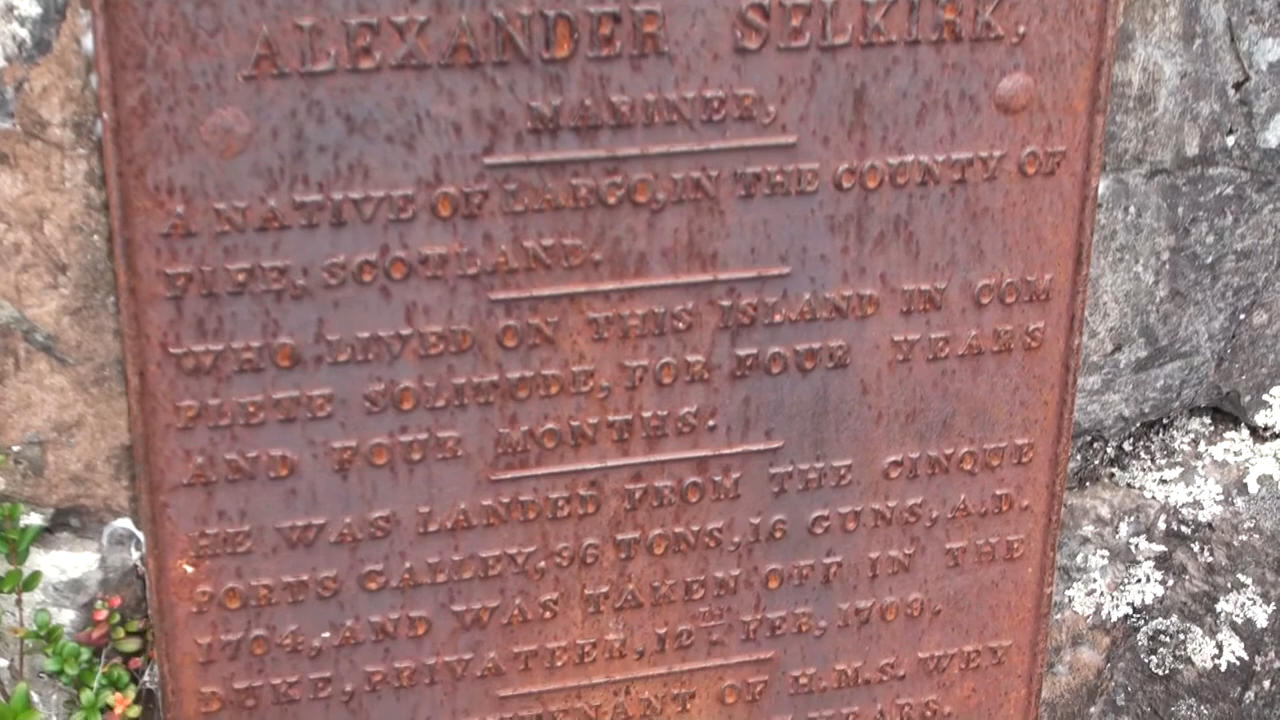 ALEXANDER SELKIRK,
MARINER,
A NATIVE OF LARGO, IN THE COUNTY OF
FIFE, SCOTLAND.
WHO LIVED ON THIS ISLAND IN COM
PLETE SOLITUDE, FOR FOUR YEARS
AND FOUR MONTHS.
HE WAS LANDED FROM THE CINQUE
PORTS GALLEY, 96 TONS, 16 GUNS, A.D.
1704, AND WAS TAKEN OFF IN THE
DUKE, PRIVATEER, 12TH FEB, 1709.
OF H.M.S. WEY
YEARS.